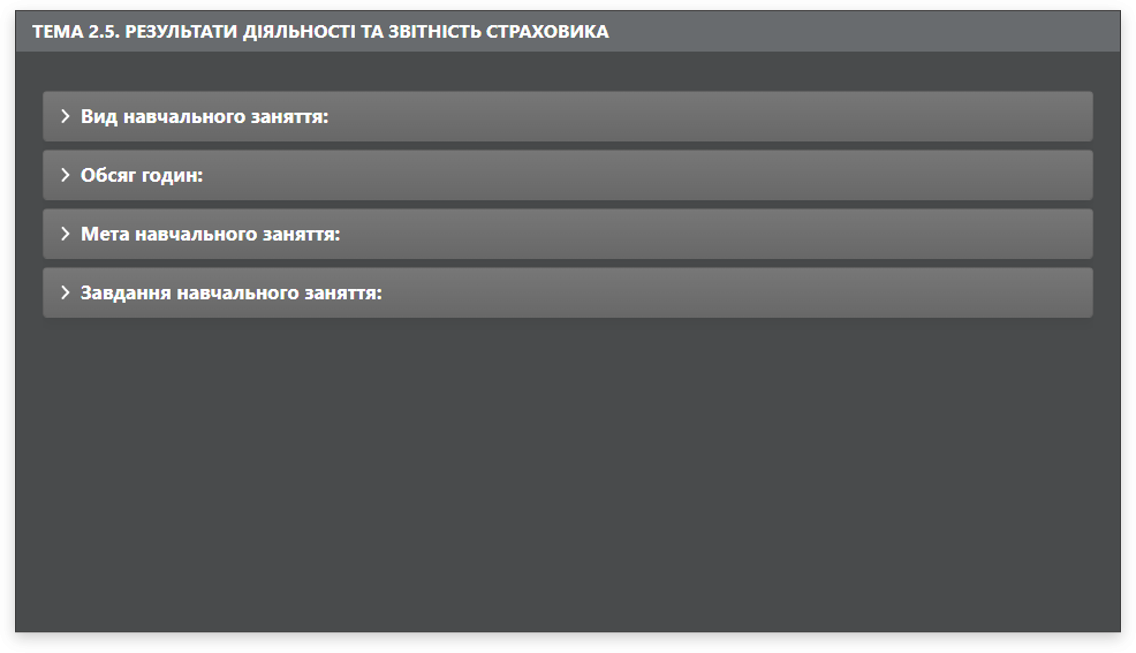 ТЕМА 2.5. РЕЗУЛЬТАТИ ДІЯЛЬНОСТІ ТА ЗВІТНІСТЬ СТРАХОВИКА
Вид навчального заняття:
Обсяг годин:
Мета навчального заняття:
Завдання навчального заняття: